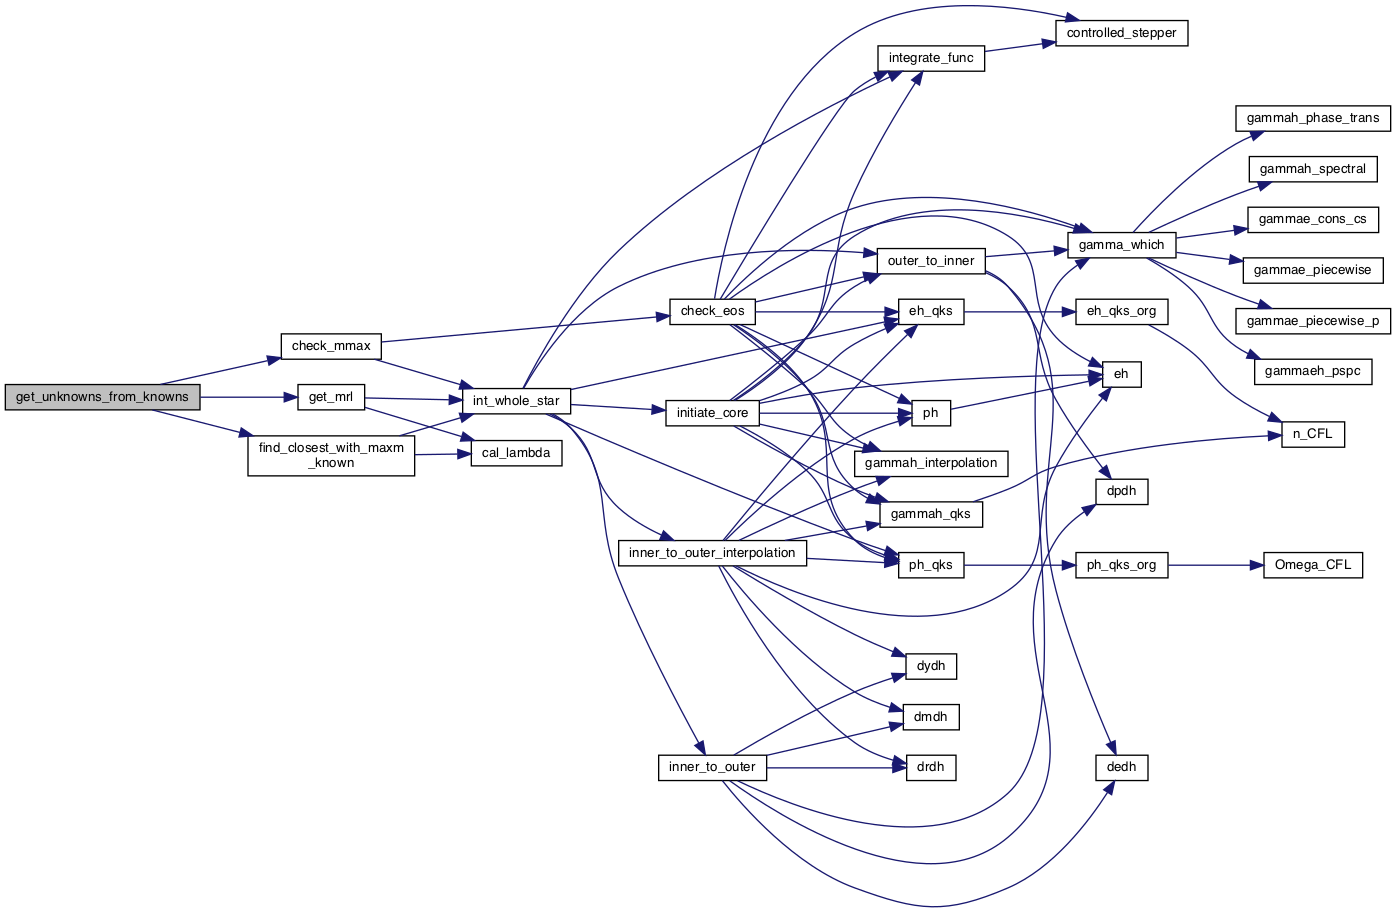 get_unknowns_from_knowns
check_mmax
get_mrl
find_closest_with_maxm
_known
int_whole_star
cal_lambda
check_eos
initiate_core
inner_to_outer_interpolation
inner_to_outer
integrate_func
outer_to_inner
eh_qks
ph
gammah_interpolation
gammah_qks
ph_qks
dydh
dmdh
drdh
controlled_stepper
gamma_which
eh_qks_org
eh
dpdh
ph_qks_org
dedh
gammah_phase_trans
gammah_spectral
gammae_cons_cs
gammae_piecewise
gammae_piecewise_p
gammaeh_pspc
n_CFL
Omega_CFL